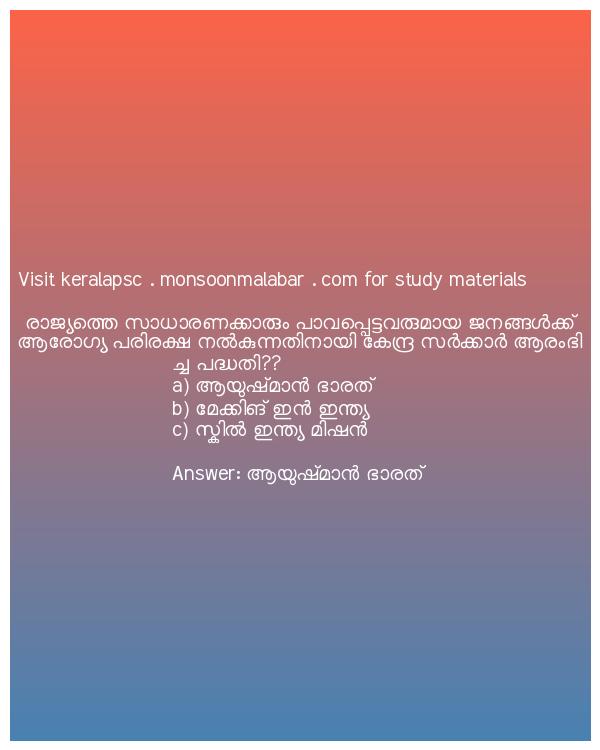 Visit keralapsc . monsoonmalabar . com for study materials
രാജ്യത്തെ സാധാരണക്കാരും പാവപ്പെട്ടവരുമായ ജനങ്ങൾക്ക്
ആരോഗ്യ പരിരക്ഷ നൽകുന്നതിനായി കേന്ദ്ര സർക്കാർ ആരംഭി
ച്ച പദ്ധതി??
a) ആയുഷ്മാൻ ഭാരത്
b) മേക്കിങ് ഇൻ ഇന്ത്യ
c) സ്കിൽ ഇന്ത്യ മിഷൻ
Answer: ആയുഷ്മാൻ ഭാരത്